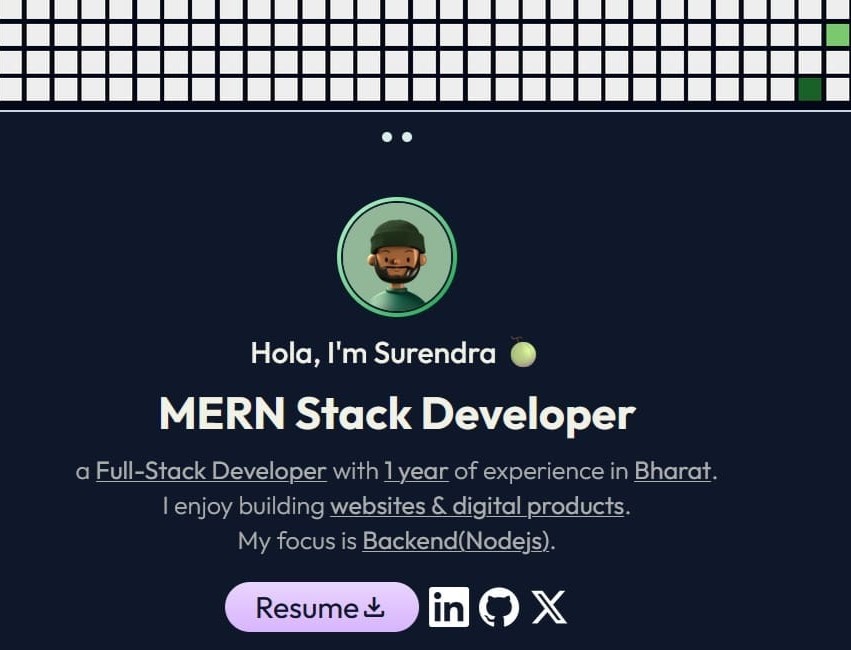 Hola, I'm Surendra
MERN Stack Developer
a Full-Stack Developer with 1 year of experience in Bharat.
I enjoy building websites & digital products.
My focus is Backend(Nodejs).
Resume
in